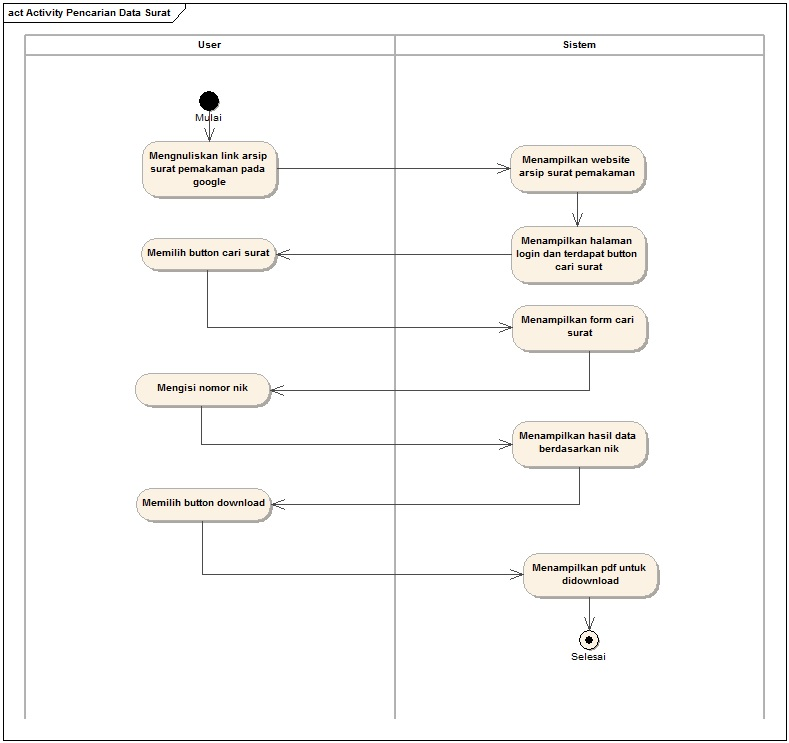 act Activity Pencarian Data Surat
User
Sistem
Mulai
Mengnuliskan link arsip
surat pemakaman pada
google
Menampilkan website
arsip surat pemakaman
Menampilkan halaman
login dan terdapat button
cari surat
Memilih button cari surat
Menampilkan form cari
surat
Mengisi nomor nik
Menampilkan hasil data
berdasarkan nik
Memilih button download
Menampilkan pdf untuk
didownload
Selesai